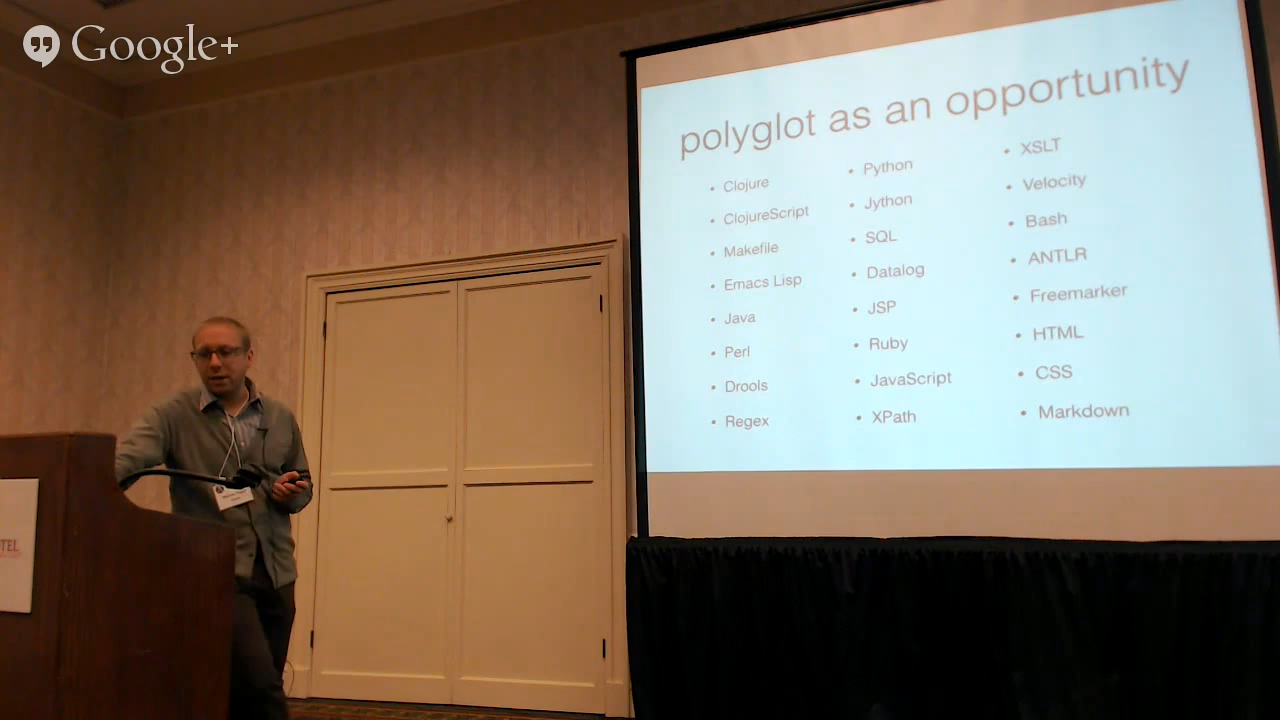 Google+
polyglot as an opportunity
• Clojure
• ClojureScript
• Makefile
• Emacs Lisp
• Java
• Perl
• Drools
• Regex
• Python
• Jython
• SQL
• Datalog
• JSP
• Ruby
• JavaScript
• XPath
• XSLT
• Velocity
• Bash
• ANTLR
• Freemarker
• HTML
• CSS
• Markdown